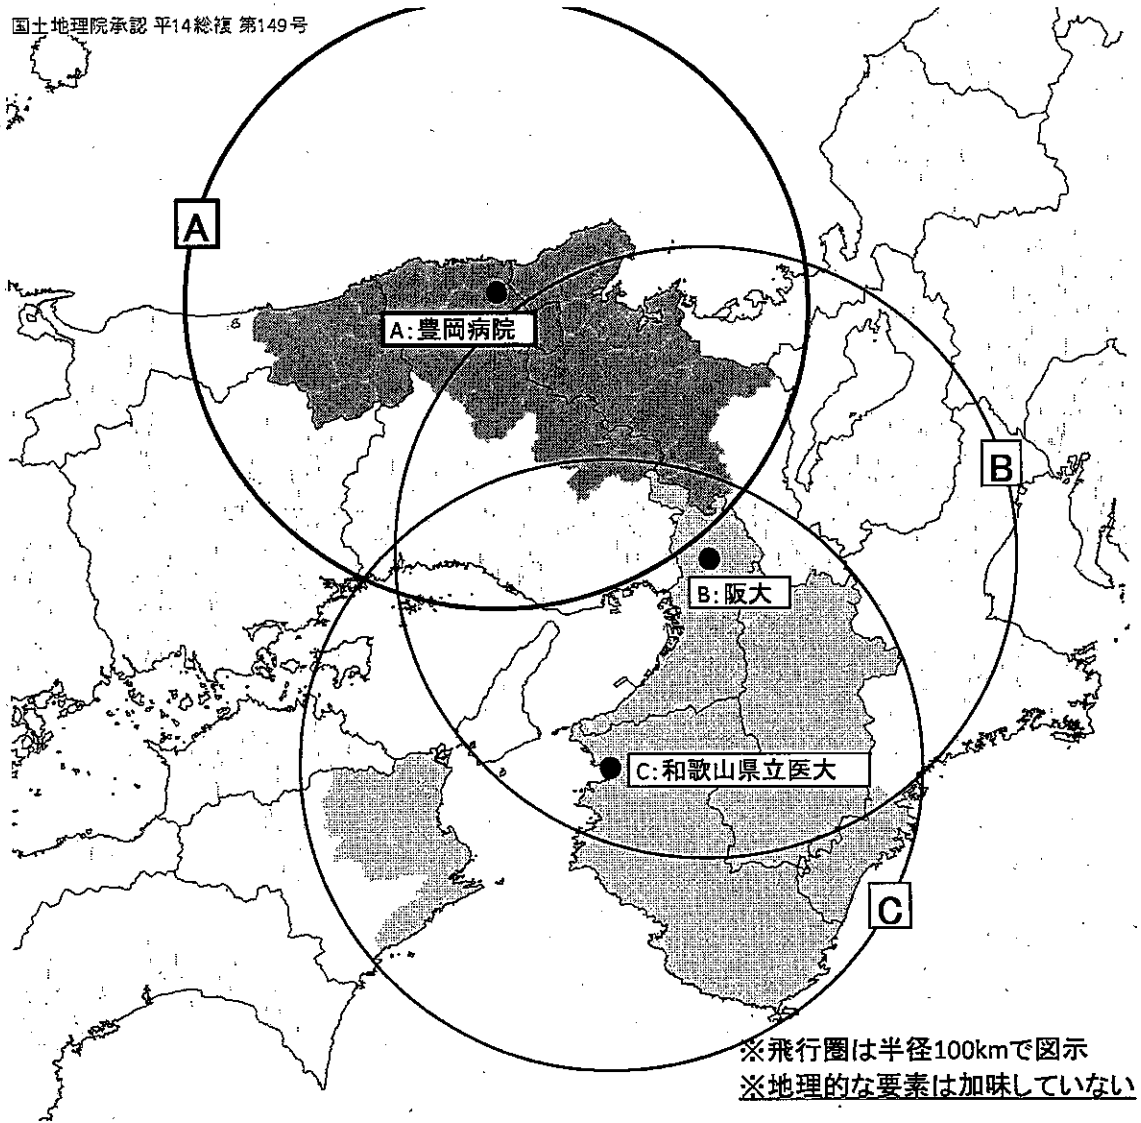 国土地理院承認 平14総複 第149号
A
A:豊岡病院
B
B:阪大
C:和歌山県立医大
C
※飛行圏は半径100kmで図示
※地理的な要素は加味していない